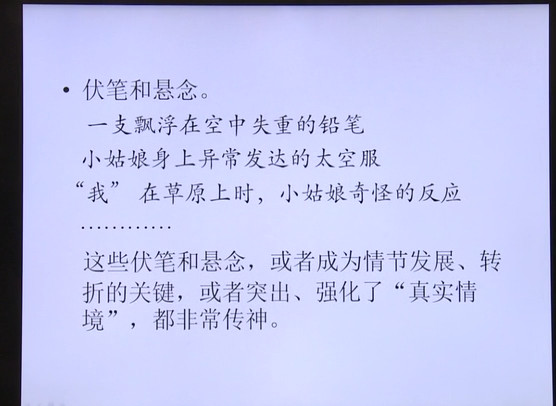 • 伏笔和悬念。
一支飘浮在空中失重的铅笔
小姑娘身上异常发达的太空服
“我” 在草原上时，小姑娘奇怪的反应
…………
这些伏笔和悬念，或者成为情节发展、转
折的关键，或者突出、强化了“真实情
境”，都非常传神。